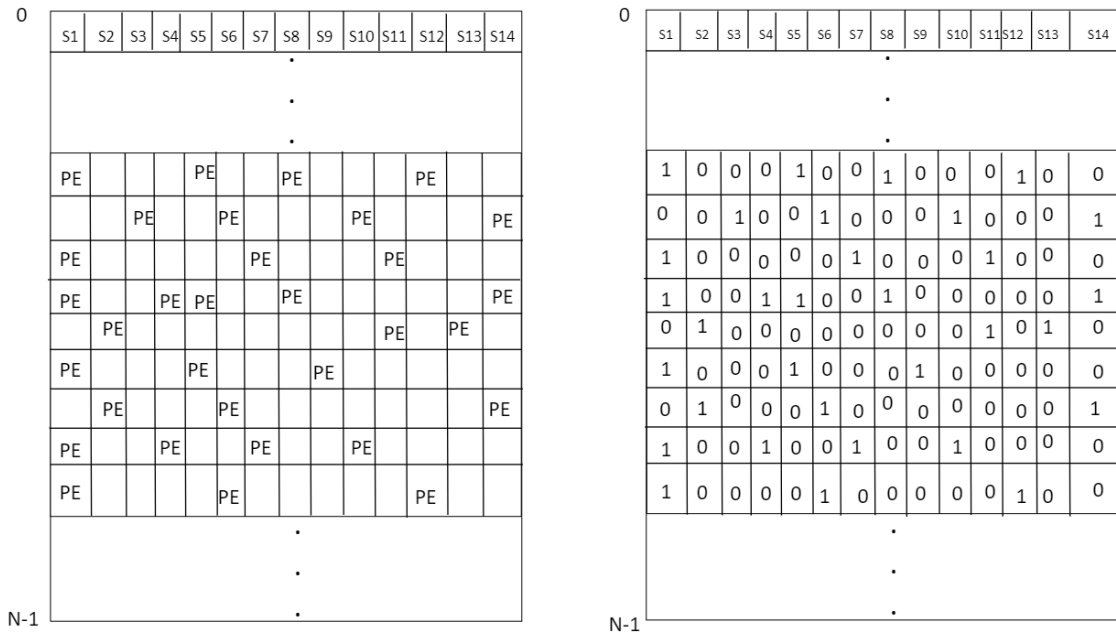 0
S1 S2 S3 S4 S5 S6 S7 S8 S9 S10 S11 S12 S13 S14
PE PE PE PE
PE PE PE PE
PE PE PE
PE PE PE PE PE
PE PE PE
PE PE PE
PE PE PE
PE PE PE PE
PE PE PE
N-1
0
S1 S2 S3 S4 S5 S6 S7 S8 S9 S10 S11 S12 S13 S14
1 0 0 0 1 0 0 1 0 0 0 1 0 0
0 0 1 0 0 1 0 0 0 1 0 0 0 1
1 0 0 0 0 0 1 0 0 0 1 0 0 0
1 0 0 1 1 0 0 1 0 0 0 0 0 1
0 1 0 0 0 0 0 0 0 0 1 0 1 0
1 0 0 0 1 0 0 0 1 0 0 0 0 0
0 1 0 0 0 1 0 0 0 0 0 0 0 1
1 0 0 1 0 0 1 0 0 1 0 0 0 0
1 0 0 0 0 1 0 0 0 0 0 1 0 0
N-1